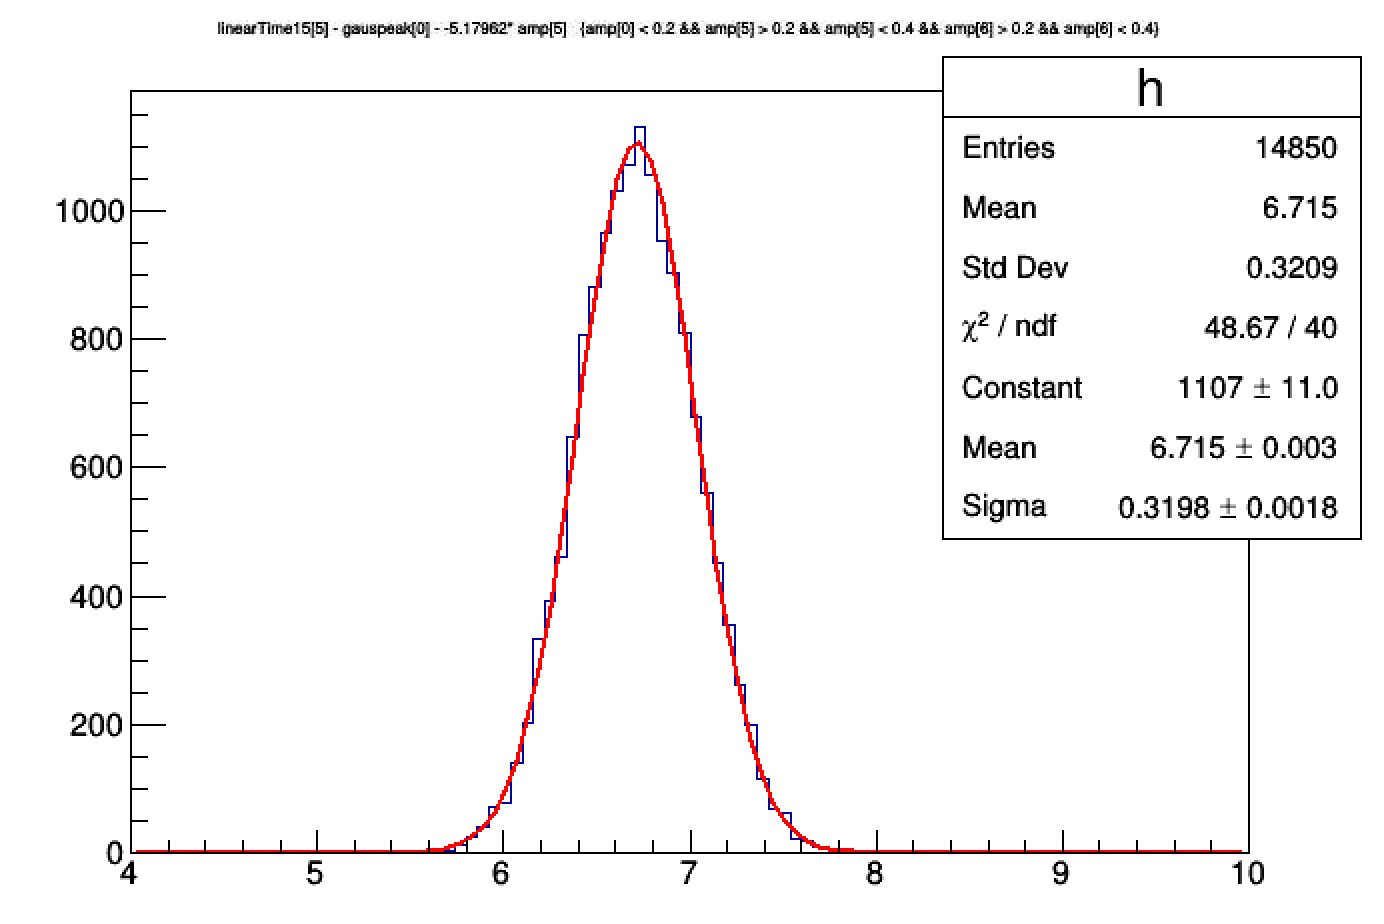 linearTime15[5] - gauspeak[0] - -5.17962* amp[5] {amp[0] < 0.2 && amp[5] > 0.2 && amp[5] < 0.4 && amp[6] > 0.2 && amp[6] < 0.4}
h
Entries 14850
Mean 6.715
Std Dev 0.3209
χ² / ndf 48.67 / 40
Constant 1107 ± 11.0
Mean 6.715 ± 0.003
Sigma 0.3198 ± 0.0018
1000
800
600
400
200
0
4 5 6 7 8 9 10